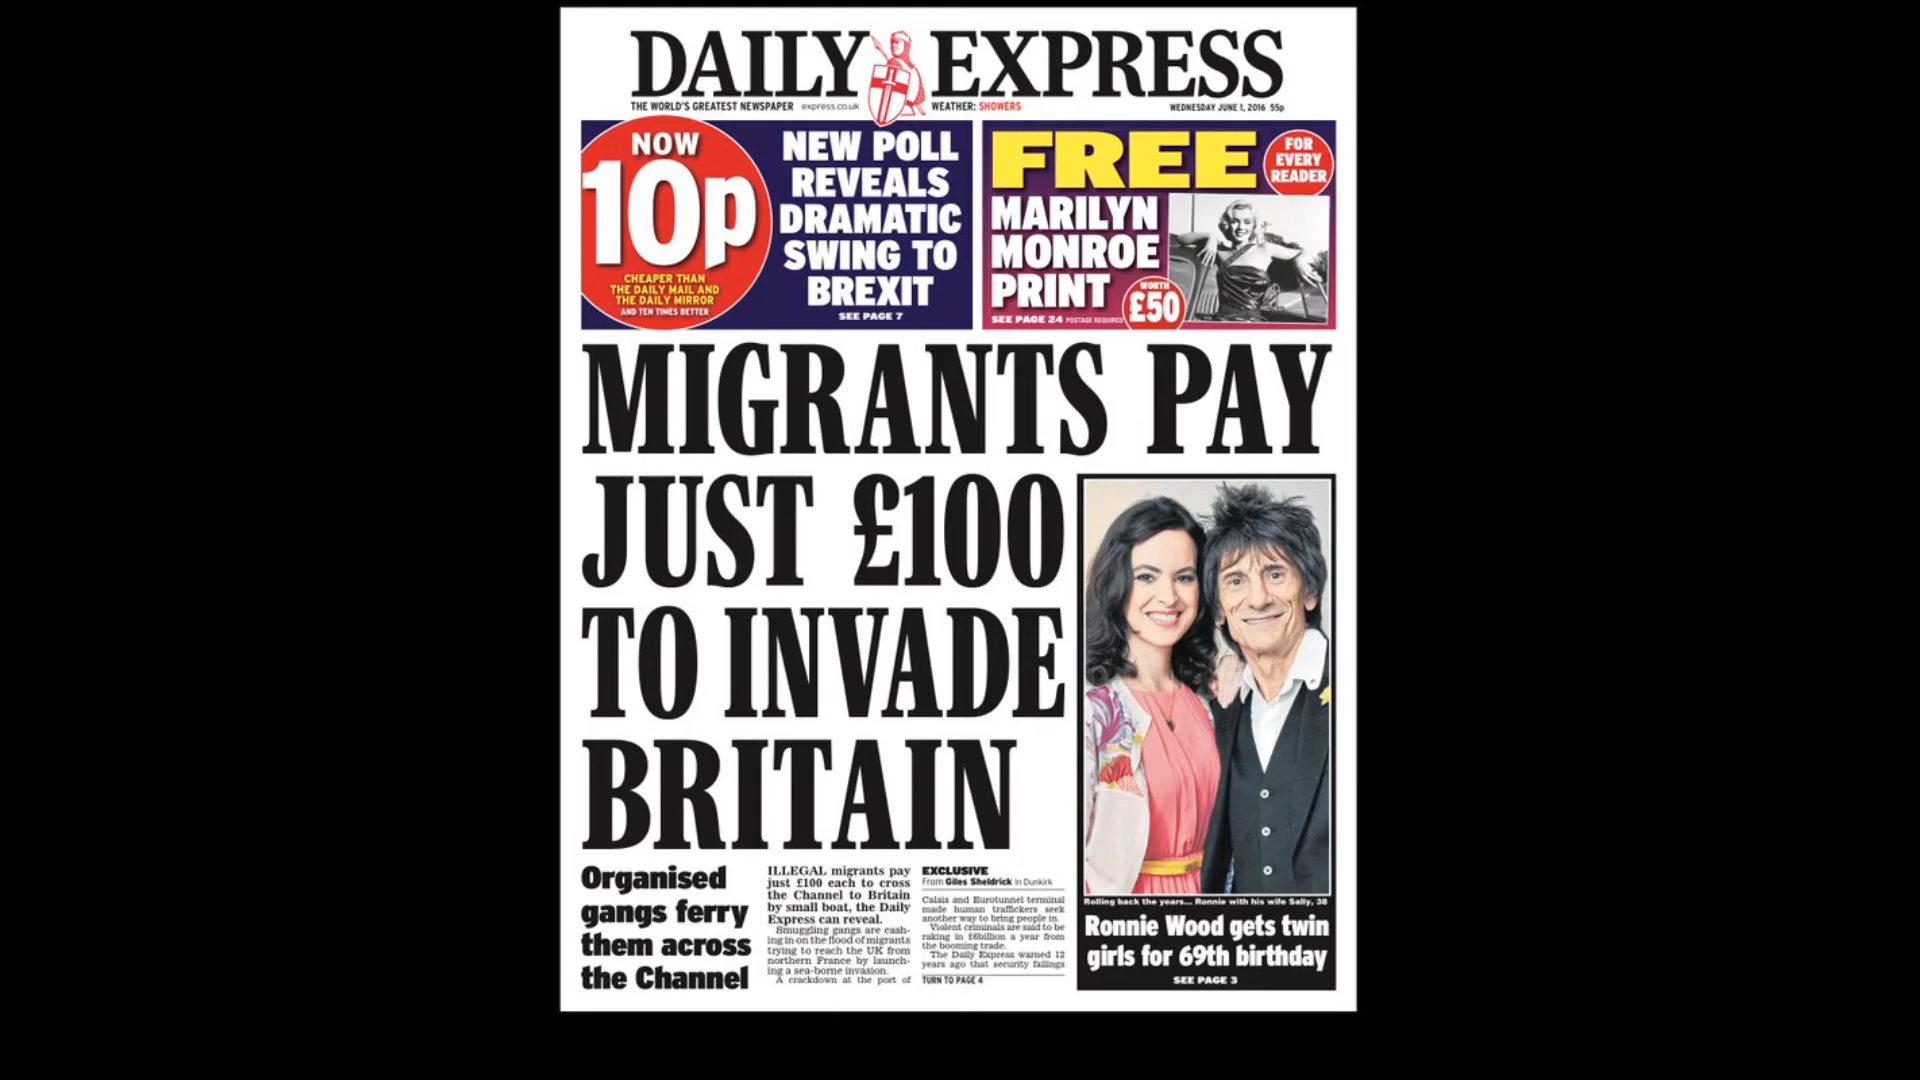 DAILY EXPRESS
THE WORLD'S GREATEST NEWSPAPER express.co.uk WEATHER: SHOWERS WEDNESDAY JUNE 1, 2016 55p
NOW
10p
CHEAPER THAN
THE DAILY MAIL AND
THE DAILY MIRROR
AND TEN TIMES BETTER
NEW POLL
REVEALS
DRAMATIC
SWING TO
BREXIT
SEE PAGE 7
FREE
FOR
EVERY
READER
MARILYN
MONROE
PRINT
WORTH
£50
SEE PAGE 24 POSTAGE REQUIRED
MIGRANTS PAY
JUST £100
TO INVADE
BRITAIN
Organised
gangs ferry
them across
the Channel
ILLEGAL migrants pay
just £100 each to cross
the Channel to Britain
by small boat, the Daily
Express can reveal.
Smuggling gangs are cash-
ing in on the flood of migrants
trying to reach the UK from
northern France by launch-
ing a sea-borne invasion.
A crackdown at the port of
EXCLUSIVE
From Giles Sheldrick in Dunkirk
Calais and Eurotunnel terminal
made human traffickers seek
another way to bring people in.
Violent criminals are said to be
raking in £6billion a year from
the booming trade.
The Daily Express warned 12
years ago that security failings
TURN TO PAGE 4
Rolling back the years... Ronnie with his wife Sally, 38
Ronnie Wood gets twin
girls for 69th birthday
SEE PAGE 3